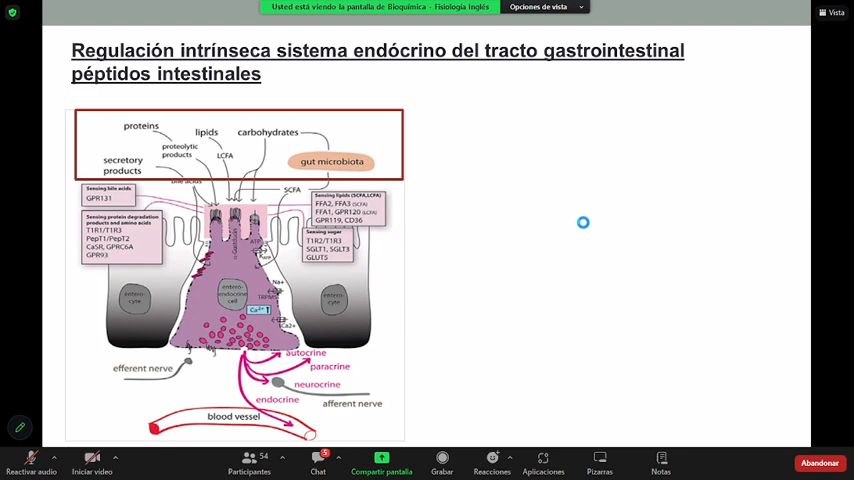 Usted está viendo la pantalla de Bioquímica - Fisiología Inglés
Opciones de vista
Vista
Regulación intrínseca sistema endócrino del tracto gastrointestinal
péptidos intestinales
proteins
lipids
carbohydrates
proteolytic
products
LCFA
secretory
products
gut microbiota
bile acids
SCFA
Sensing bile acids
GPR131
Sensing protein degradation
products and amino acids
T1R1/T1R3
PepT1/PepT2
CaSR, GPRC6A
GPR93
Sensing lipids (SCFA,LCFA)
FFA2, FFA3 (SCFA)
FFA1, GPR120 (LCFA)
GPR119, CD36
Sensing sugar
T1R2/T1R3
SGLT1, SGLT3
GLUT5
α-Gustducin
ATP
Na+
TRPM5
Ca2+
Ca²⁺
entero-
cyte
entero-
endocrine
cell
entero-
cyte
autocrine
paracrine
neurocrine
endocrine
efferent nerve
afferent nerve
blood vessel
Reactivar audio
Iniciar video
54
Participantes
5
Chat
Compartir pantalla
Grabar
Reacciones
Aplicaciones
Pizarras
Notas
Abandonar